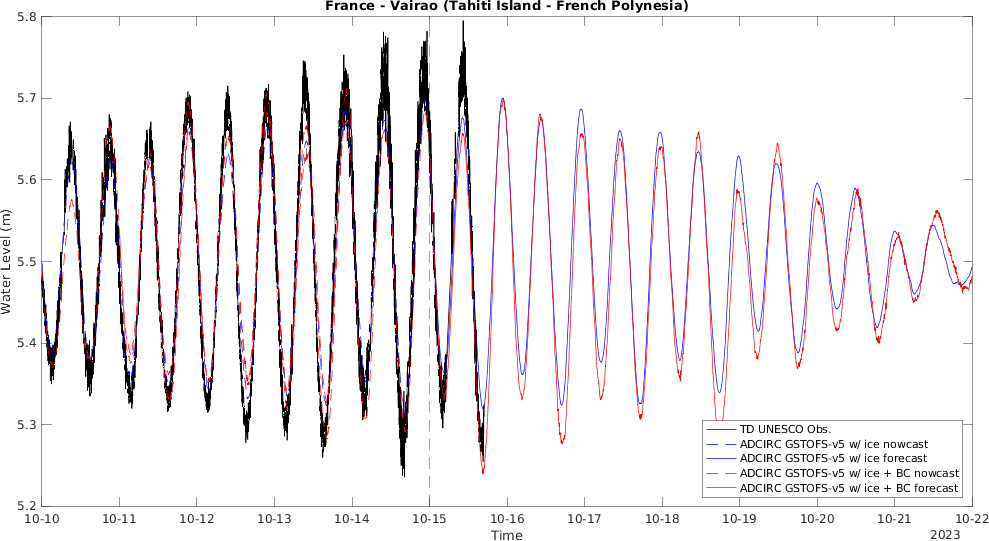 France - Vairao (Tahiti Island - French Polynesia)
5.8
5.7
5.6
5.5
5.4
5.3
5.2
Water Level (m)
TD UNESCO Obs.
ADCIRC GSTOFS-v5 w/ ice nowcast
ADCIRC GSTOFS-v5 w/ ice forecast
ADCIRC GSTOFS-v5 w/ ice + BC nowcast
ADCIRC GSTOFS-v5 w/ ice + BC forecast
10-10 10-11 10-12 10-13 10-14 10-15 10-16 10-17 10-18 10-19 10-20 10-21 10-22
Time
2023